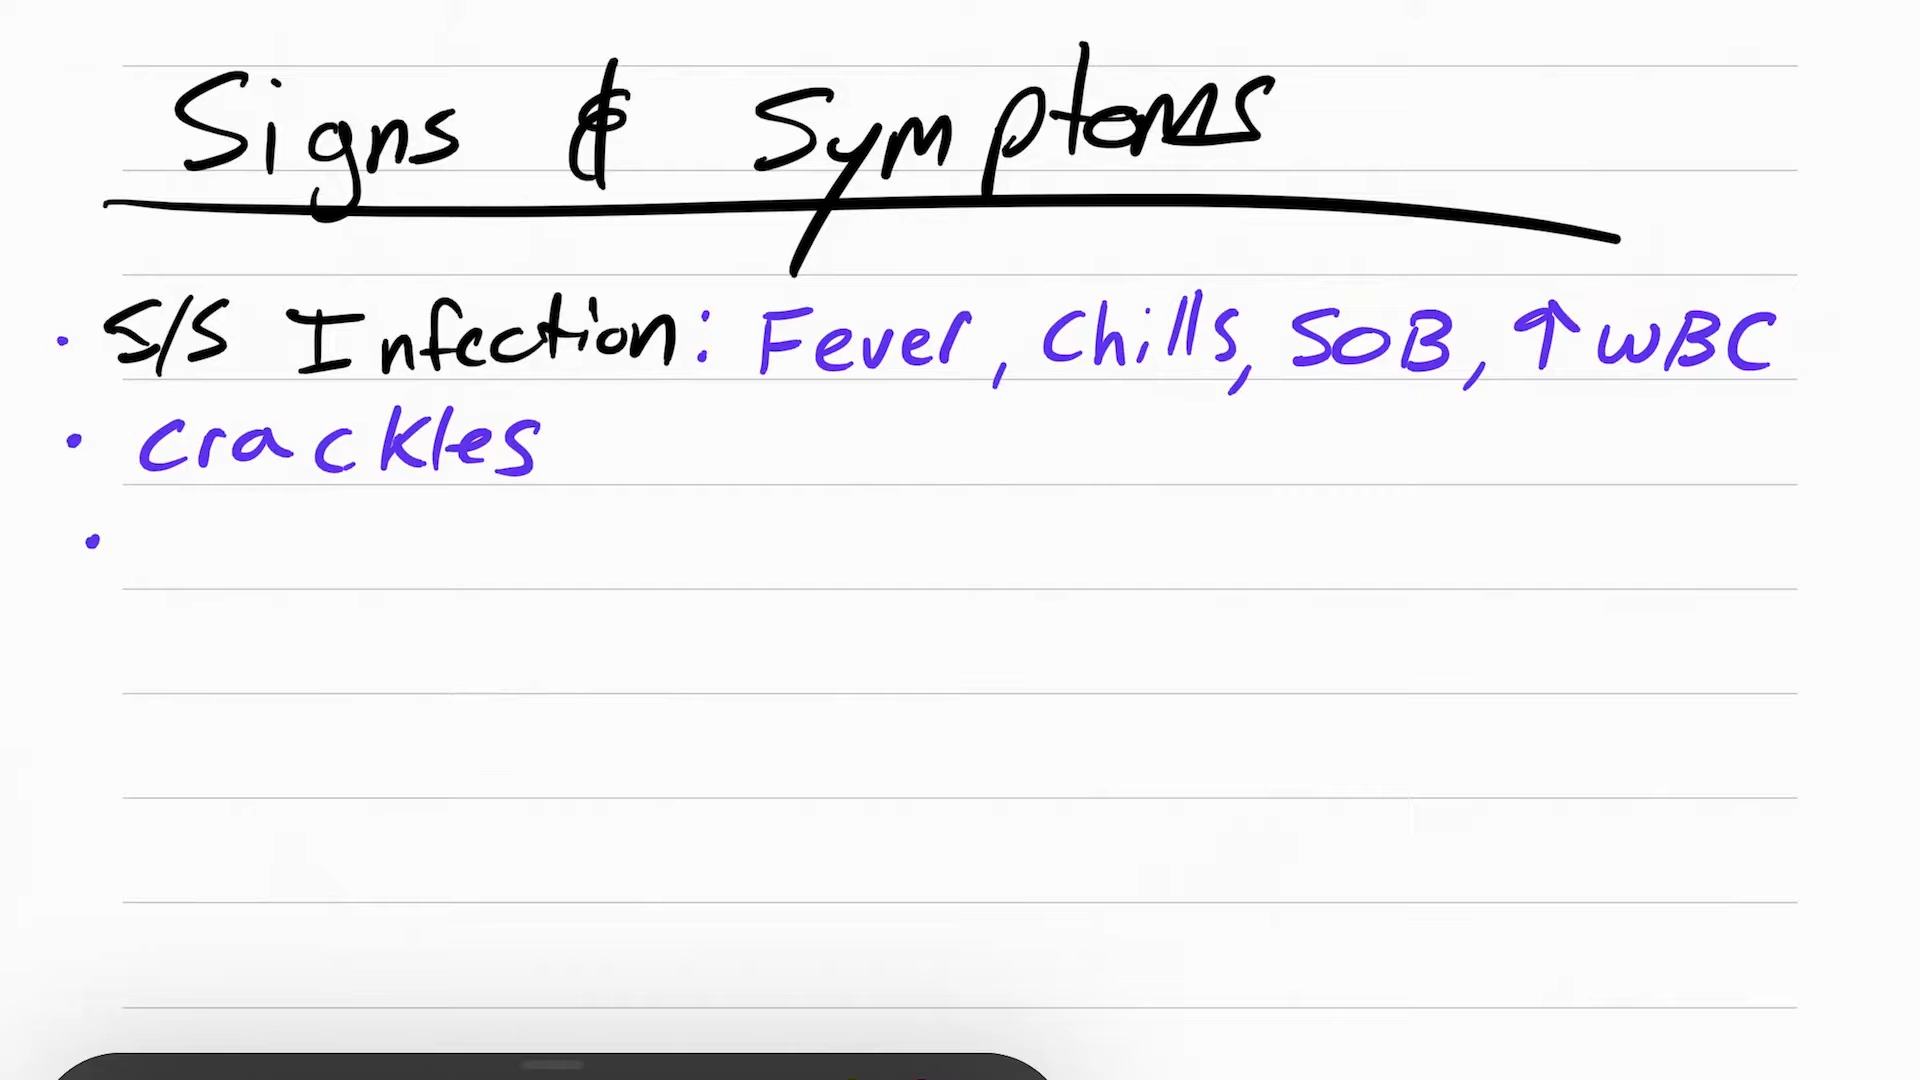 Signs & Symptoms
· S/S Infection: Fever, Chills, SOB, ↑ WBC
· Crackles
·